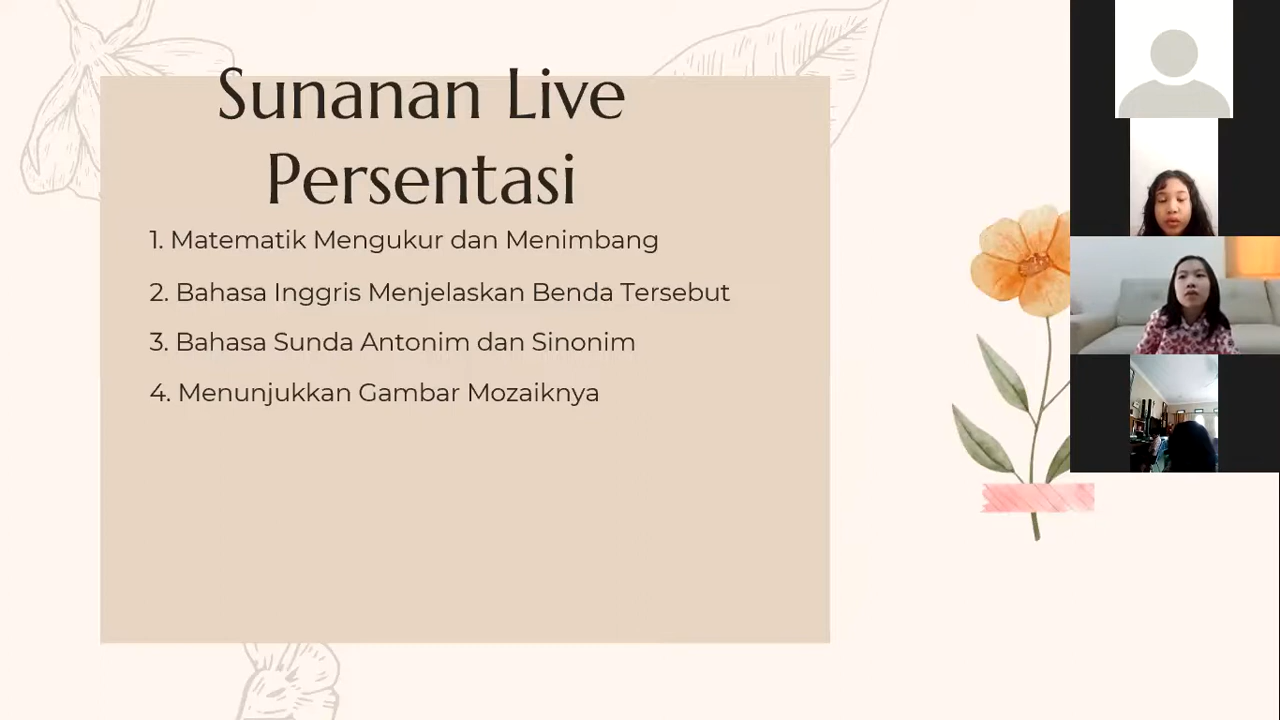 Sunanan Live
Persentasi
1. Matematik Mengukur dan Menimbang
2. Bahasa Inggris Menjelaskan Benda Tersebut
3. Bahasa Sunda Antonim dan Sinonim
4. Menunjukkan Gambar Mozaiknya